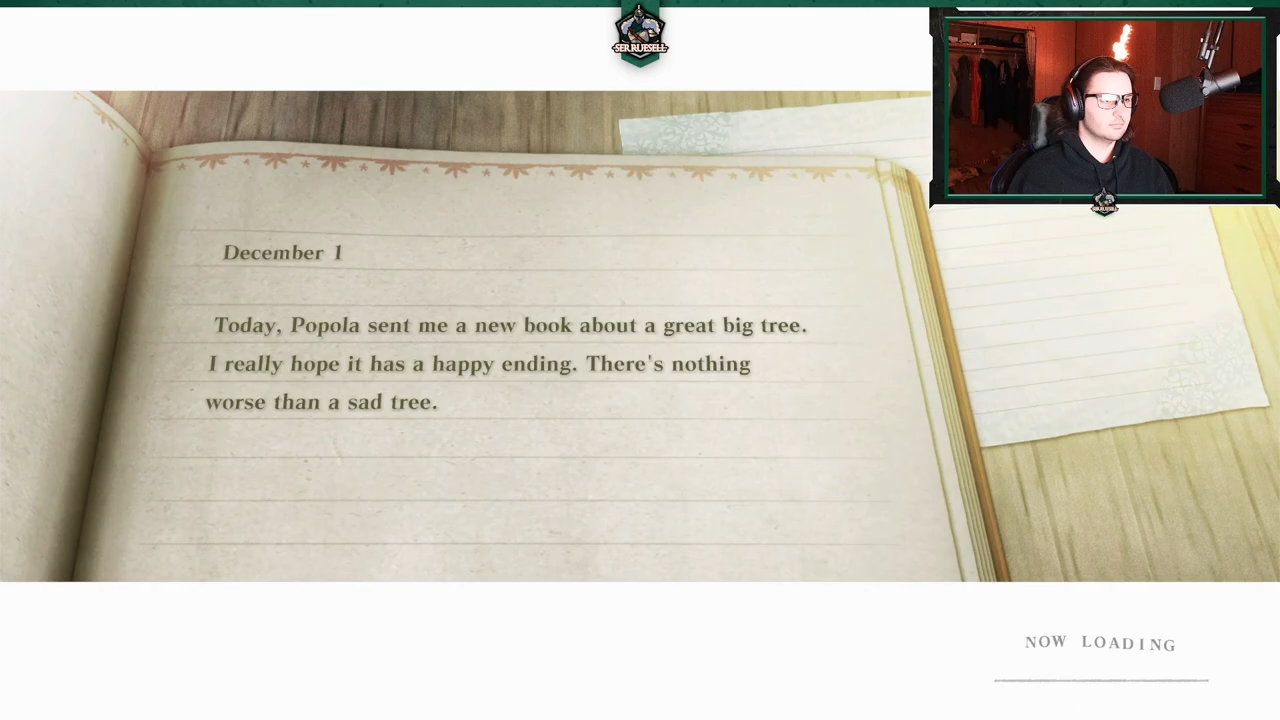 SER RUESELL
December 1
Today, Popola sent me a new book about a great big tree.
I really hope it has a happy ending. There's nothing
worse than a sad tree.
NOW LOADING